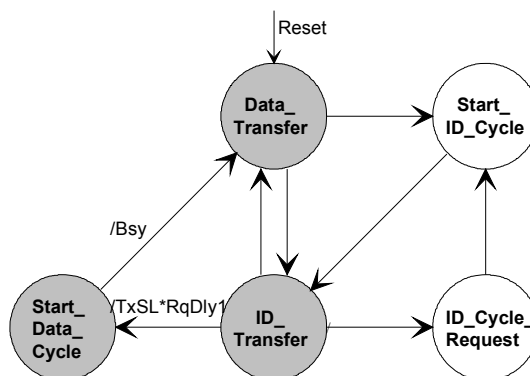 Reset
Data_
Transfer
Start_
ID_Cycle
/Bsy
/TxSL*RqDly1
Start_
Data_
Cycle
ID_
Transfer
ID_Cycle_
Request